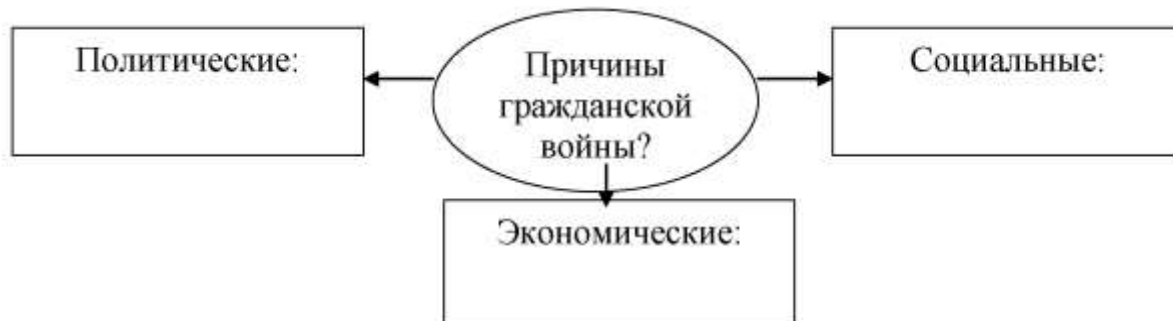 Политические:
Причины
гражданской
войны?
Социальные:
Экономические: